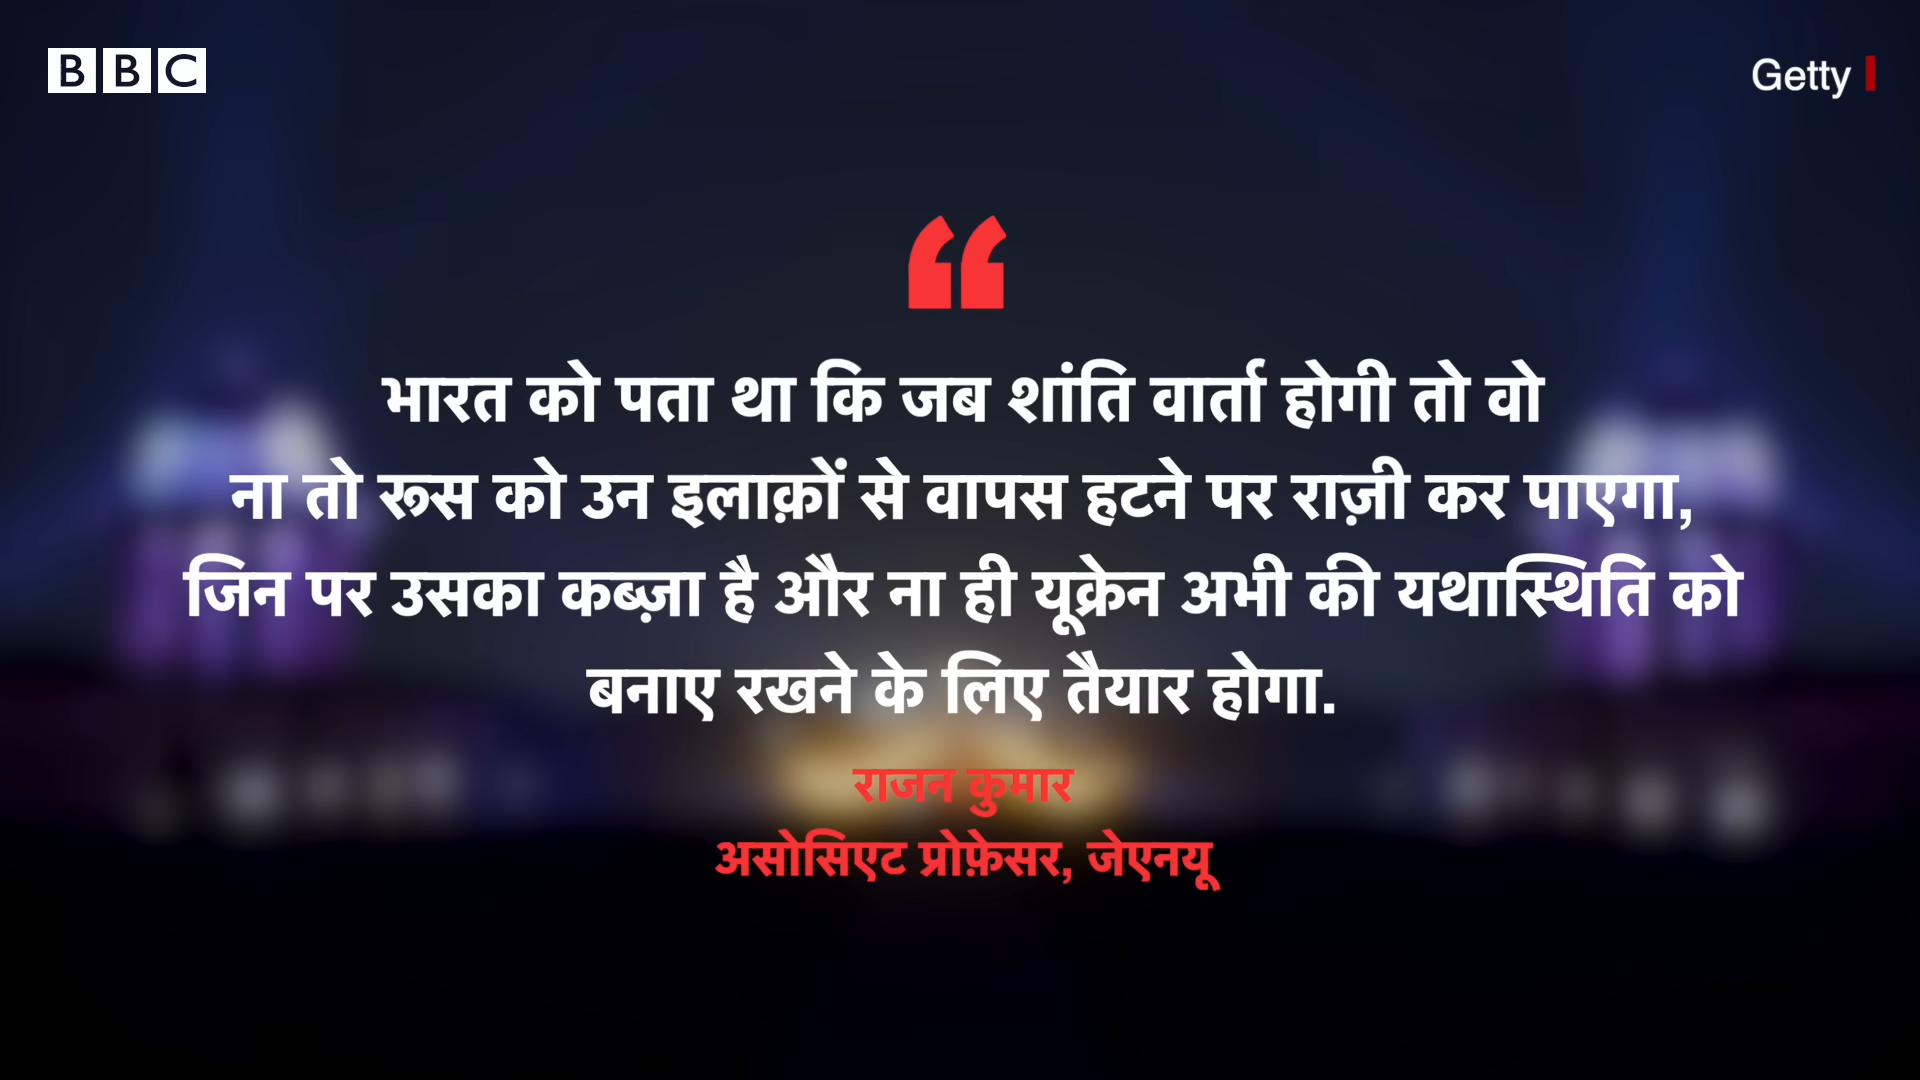 BBC
Getty
“
भारत को पता था कि जब शांति वार्ता होगी तो वो
ना तो रूस को उन इलाक़ों से वापस हटने पर राज़ी कर पाएगा,
जिन पर उसका कब्ज़ा है और ना ही यूक्रेन अभी की यथास्थिति को
बनाए रखने के लिए तैयार होगा.
राजन कुमार
असोसिएट प्रोफ़ेसर, जेएनयू